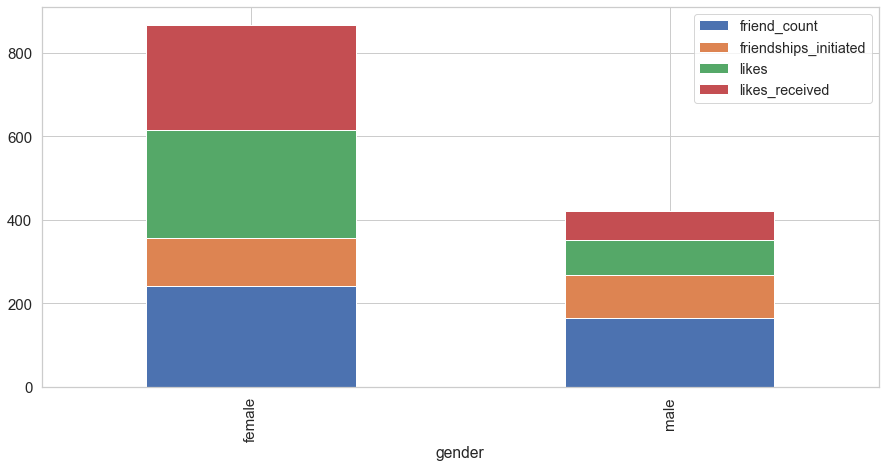 friend_count
friendships_initiated
likes
likes_received
800
600
400
200
0
female
male
gender